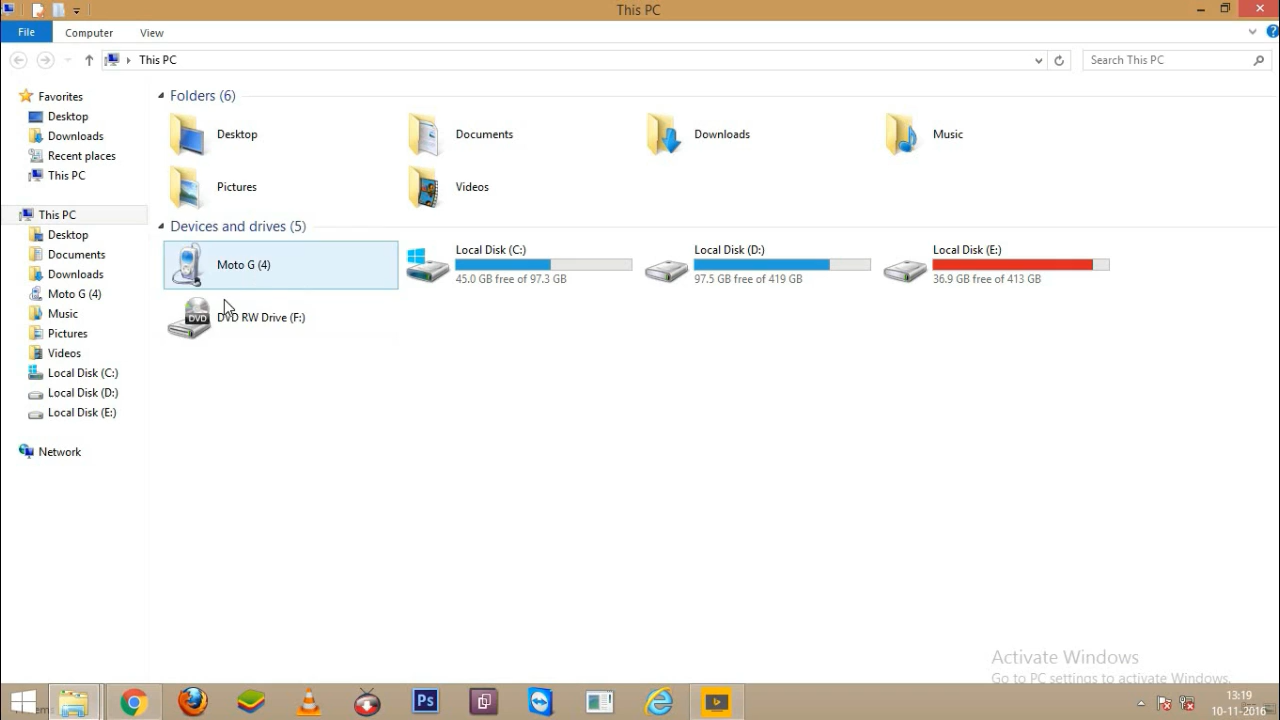 This PC
File
Computer
View
This PC
Search This PC
Favorites
Desktop
Downloads
Recent places
This PC
This PC
Desktop
Documents
Downloads
Moto G (4)
Music
Pictures
Videos
Local Disk (C:)
Local Disk (D:)
Local Disk (E:)
Network
Folders (6)
Desktop
Documents
Downloads
Music
Pictures
Videos
Devices and drives (5)
Moto G (4)
Local Disk (C:)
45.0 GB free of 97.3 GB
Local Disk (D:)
97.5 GB free of 419 GB
Local Disk (E:)
36.9 GB free of 413 GB
DVD
DVD RW Drive (F:)
Activate Windows
Go to PC settings to activate Windows.
Ps
13:19
10-11-2016